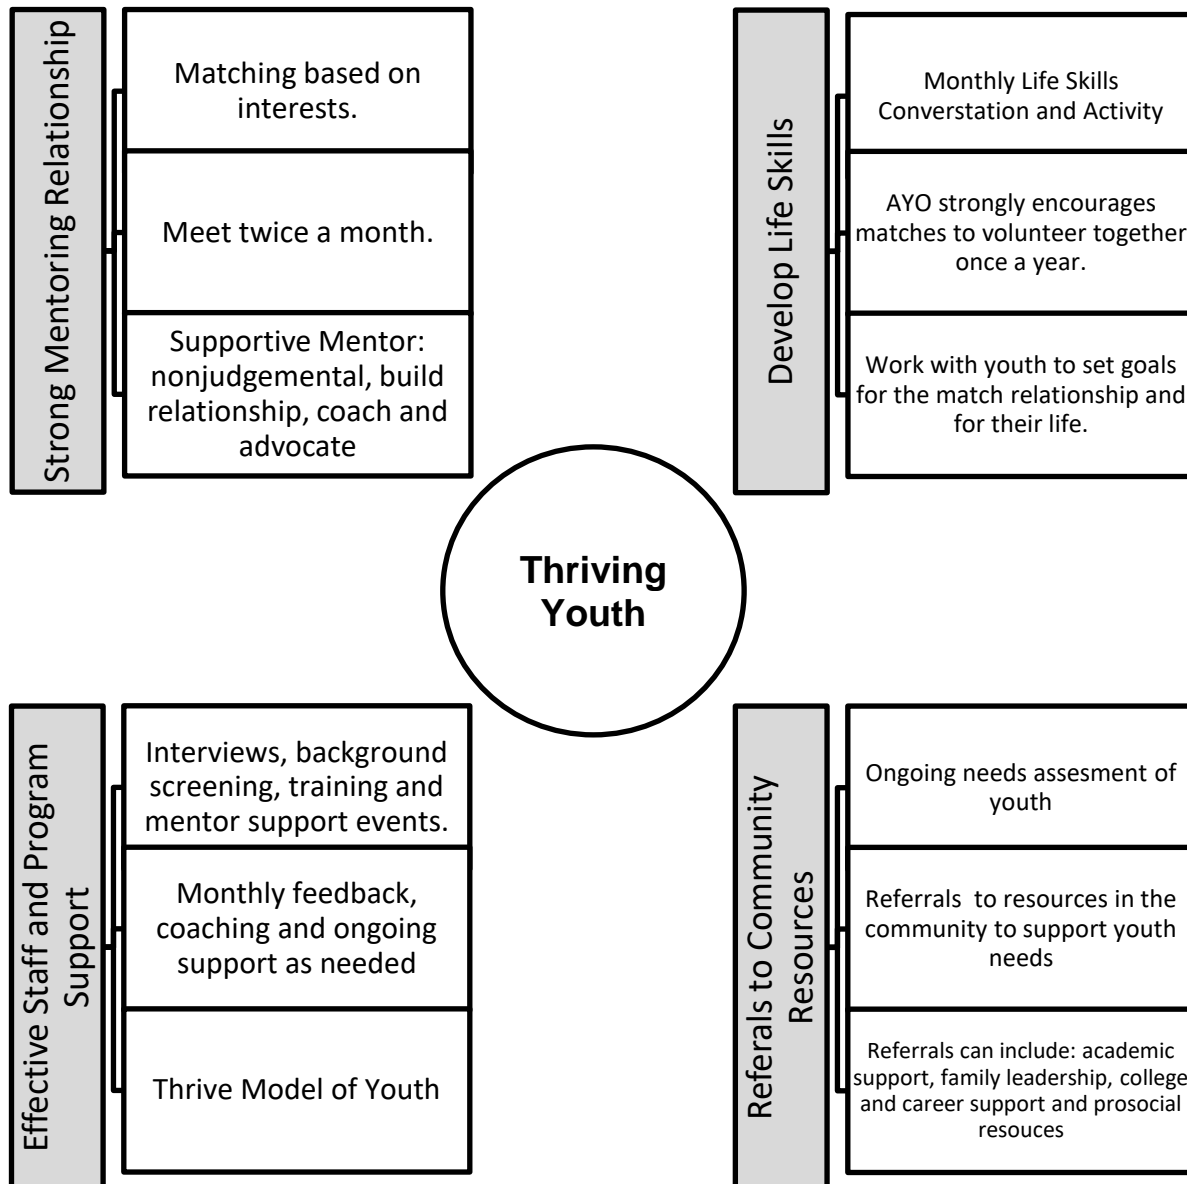 Strong Mentoring Relationship
Matching based on
interests.
Meet twice a month.
Supportive Mentor:
nonjudgemental, build
relationship, coach and
advocate
Develop Life Skills
Monthly Life Skills
Converstation and Activity
AYO strongly encourages
matches to volunteer together
once a year.
Work with youth to set goals
for the match relationship and
for their life.
Thriving
Youth
Effective Staff and Program
Support
Interviews, background
screening, training and
mentor support events.
Monthly feedback,
coaching and ongoing
support as needed
Thrive Model of Youth
Referrals to Community
Resources
Ongoing needs assesment of
youth
Referrals to resources in the
community to support youth
needs
Referrals can include: academic
support, family leadership, college
and career support and prosocial
resouces